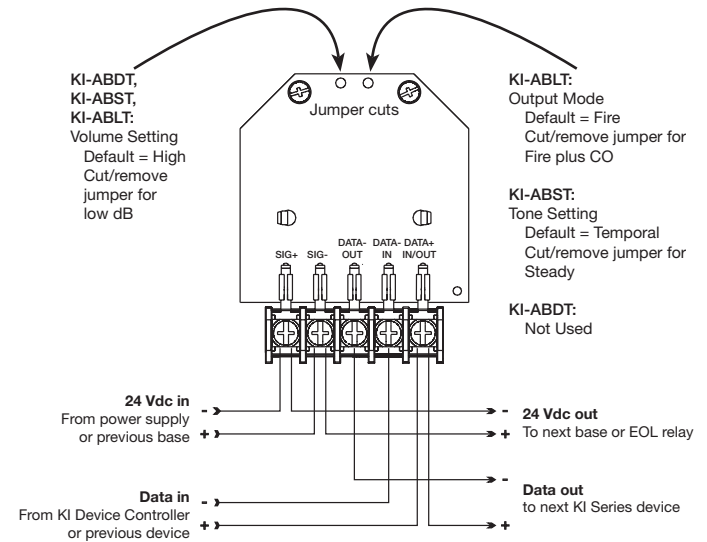 KI-ABDT,
KI-ABST,
KI-ABLT:
Volume Setting
Default = High
Cut/remove
jumper for
low dB
Jumper cuts
KI-ABLT:
Output Mode
Default = Fire
Cut/remove jumper for
Fire plus CO
KI-ABST:
Tone Setting
Default = Temporal
Cut/remove jumper for
Steady
KI-ABDT:
Not Used
SIG+ SIG- DATA- OUT DATA- IN DATA+ IN/OUT
24 Vdc in
From power supply
or previous base
-
+
-
+
24 Vdc out
To next base or EOL relay
Data in
From KI Device Controller
or previous device
-
+
-
+
Data out
to next KI Series device